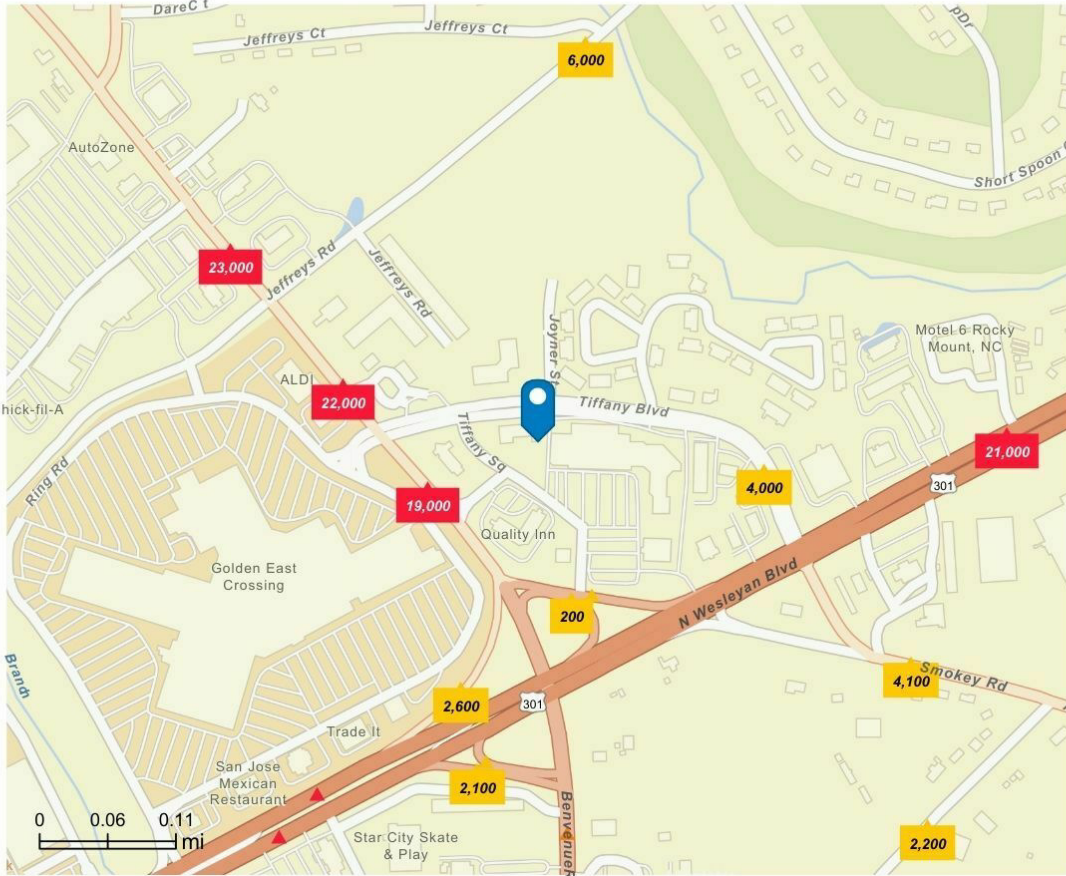 DareC t
Jeffreys Ct
Jeffreys Ct
pDr
6,000
AutoZone
Short Spoon
23,000
Jeffreys Rd
Jeffreys Rd
Joyner St
Motel 6 Rocky
Mount, NC
ALDI
22,000
hick-fil-A
Tiffany Blvd
Tiffany Sq
21,000
Ring Rd
4,000
301
19,000
Quality Inn
Golden East
Crossing
N Wesleyan Blvd
200
Branch
4,100
Smokey Rd
2,600
301
Trade It
San Jose
Mexican
Restaurant
2,100
0 0.06 0.11
mi
Star City Skate
& Play
BenvenueR
2,200
k